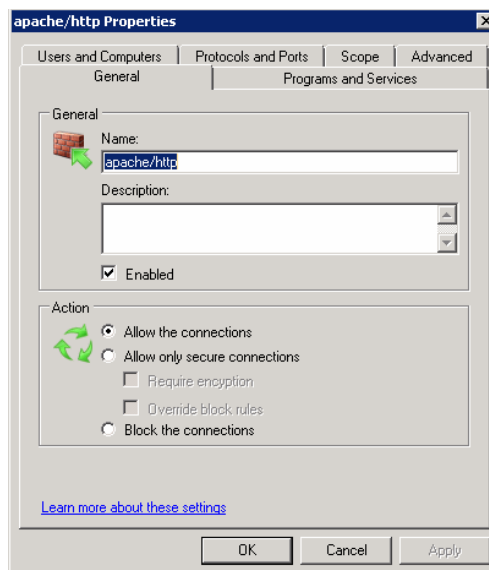 apache/http Properties
Users and Computers Protocols and Ports Scope Advanced
General Programs and Services
General
Name:
apache/http
Description:
Enabled
Action
Allow the connections
Allow only secure connections
Require encyption
Override block rules
Block the connections
Learn more about these settings
OK Cancel Apply